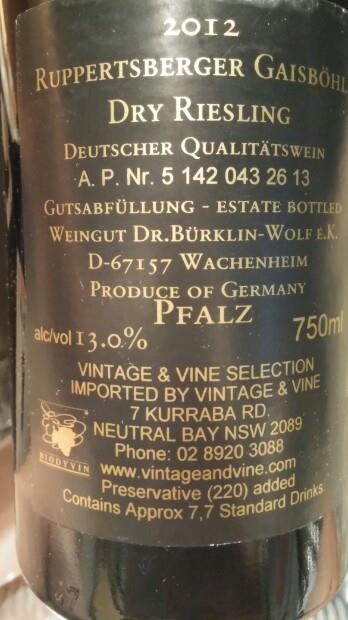 2012
RUPPERTSBERGER GAISBÖHL
DRY RIESLING
DEUTSCHER QUALITÄTSWEIN
A. P. Nr. 5 142 043 26 13
GUTSABFÜLLUNG - ESTATE BOTTLED
WEINGUT DR.BÜRKLIN-WOLF E.K.
D-67157 WACHENHEIM
PRODUCE OF GERMANY
PFALZ
alc/vol 13.0% 750ml
VINTAGE & VINE SELECTION
IMPORTED BY VINTAGE & VINE
7 KURRABA RD.
NEUTRAL BAY NSW 2089
Phone: 02 8920 3088
BIODYVIN
www.vintageandvine.com
Preservative (220) added
Contains Approx 7,7 Standard Drinks.